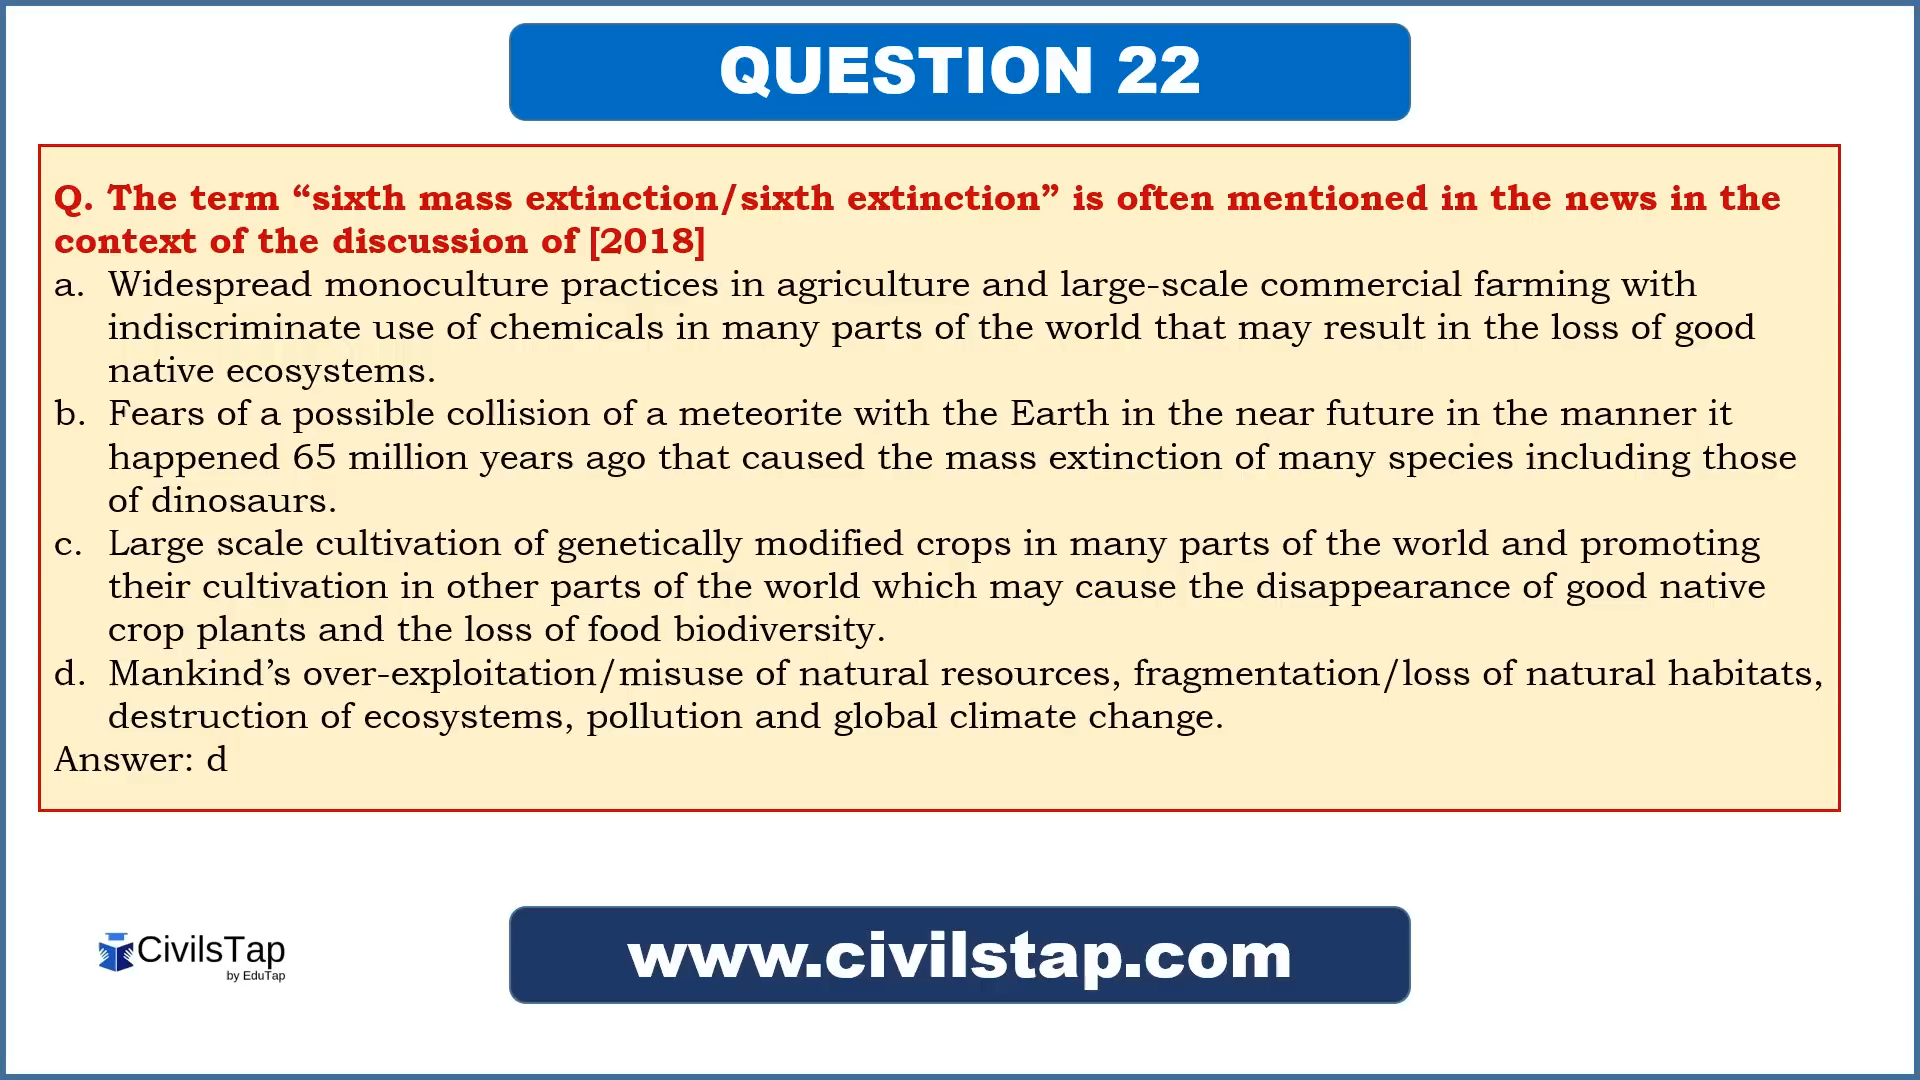 QUESTION 22
Q. The term “sixth mass extinction/sixth extinction” is often mentioned in the news in the
context of the discussion of [2018]
a. Widespread monoculture practices in agriculture and large-scale commercial farming with
indiscriminate use of chemicals in many parts of the world that may result in the loss of good
native ecosystems.
b. Fears of a possible collision of a meteorite with the Earth in the near future in the manner it
happened 65 million years ago that caused the mass extinction of many species including those
of dinosaurs.
c. Large scale cultivation of genetically modified crops in many parts of the world and promoting
their cultivation in other parts of the world which may cause the disappearance of good native
crop plants and the loss of food biodiversity.
d. Mankind’s over-exploitation/misuse of natural resources, fragmentation/loss of natural habitats,
destruction of ecosystems, pollution and global climate change.
Answer: d
CivilsTap
by EduTap
www.civilstap.com